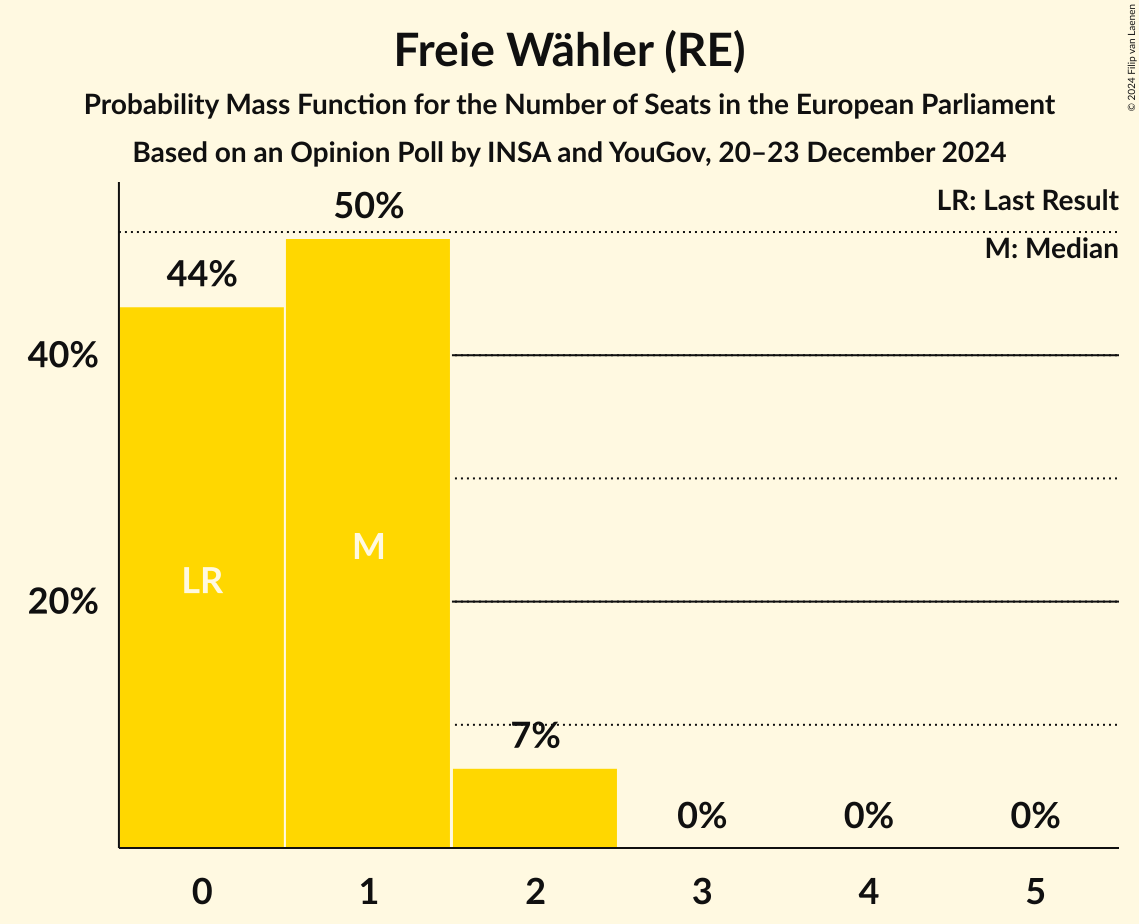 Freie Wähler (RE)
Probability Mass Function for the Number of Seats in the European Parliament
Based on an Opinion Poll by INSA and YouGov, 20–23 December 2024
© 2024 Filip van Laenen
LR: Last Result
M: Median
50%
44%
40%
M
LR
20%
7%
0% 0% 0%
0 1 2 3 4 5